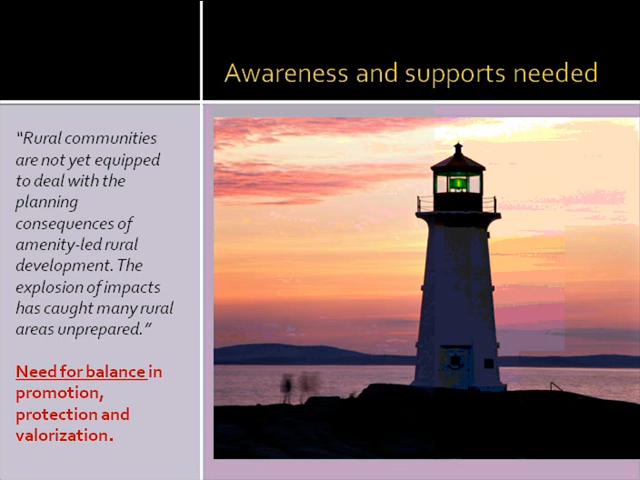 Awareness and supports needed
“Rural communities
are not yet equipped
to deal with the
planning
consequences of
amenity-led rural
development. The
explosion of impacts
has caught many rural
areas unprepared.”
Need for balance in
promotion,
protection and
valorization.